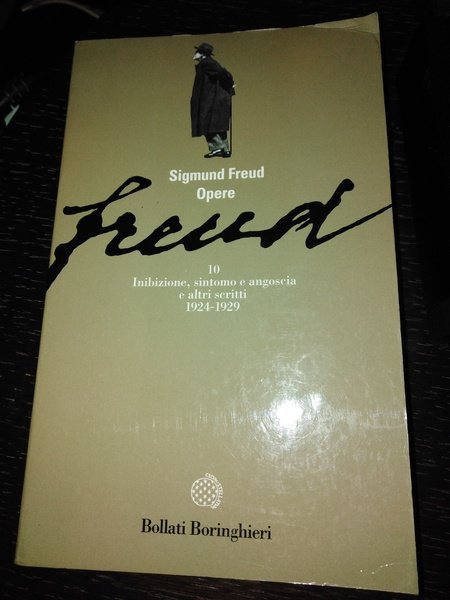 Sigmund Freud
Opere
freud
10
Inibizione, sintomo e angoscia
e altri scritti
1924-1929
Bollati Boringhieri